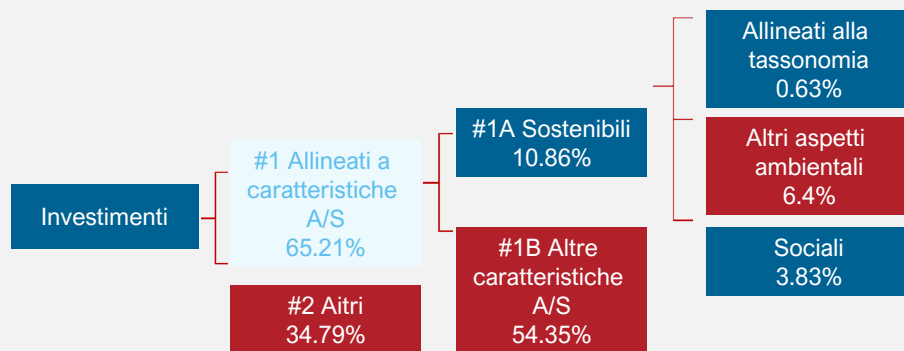 Investimenti
#1 Allineati a
caratteristiche
A/S
65.21%
#2 Aitri
34.79%
#1A Sostenibili
10.86%
#1B Altre
caratteristiche
A/S
54.35%
Allineati alla
tassonomia
0.63%
Altri aspetti
ambientali
6.4%
Sociali
3.83%